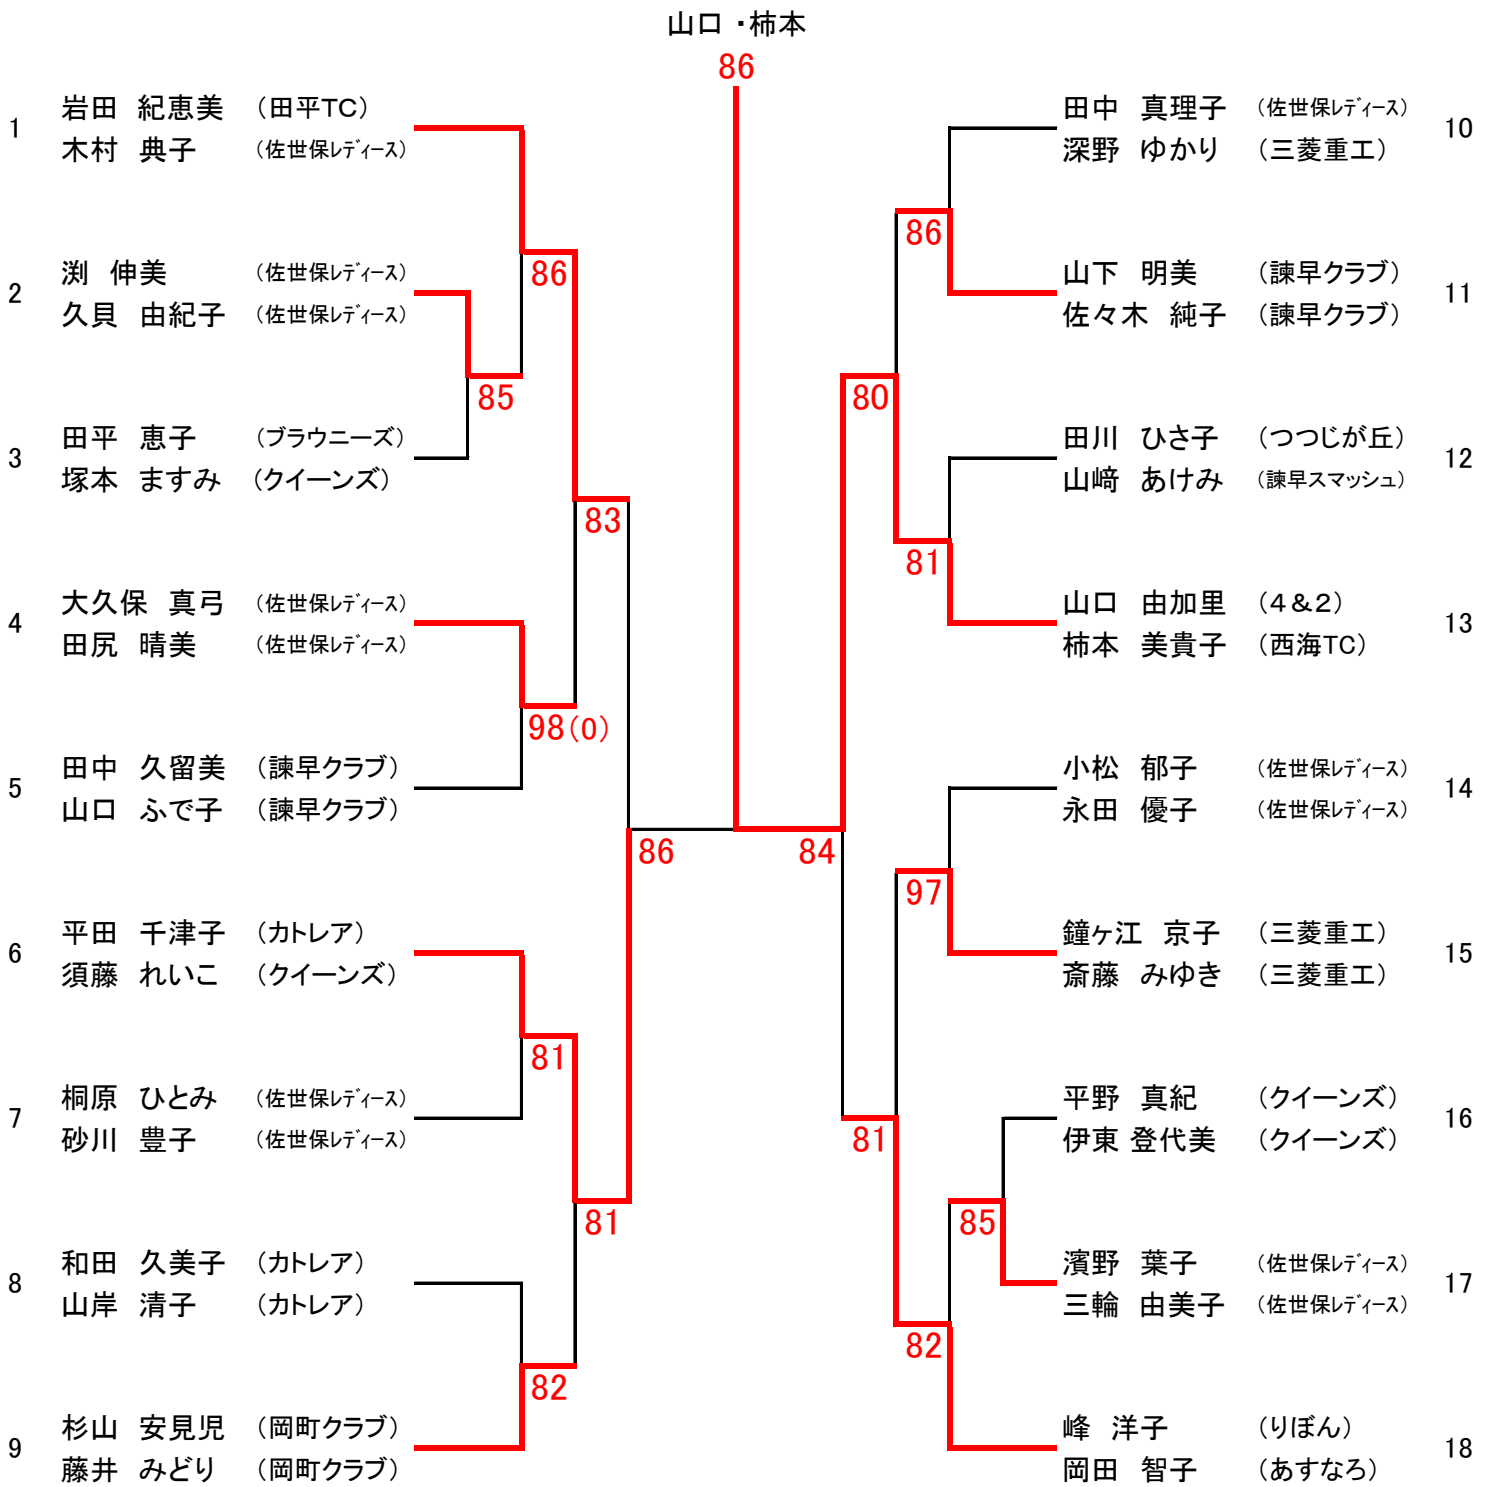 山口 ・柿本
86
1
岩田 紀恵美 （田平TC）
木村 典子 （佐世保ﾚﾃﾞｨｰｽ）
86
2
渕 伸美 （佐世保ﾚﾃﾞｨｰｽ）
久貝 由紀子 （佐世保ﾚﾃﾞｨｰｽ）
85
3
田平 恵子 （ブラウニーズ）
塚本 ますみ （クイーンズ）
83
4
大久保 真弓 （佐世保ﾚﾃﾞｨｰｽ）
田尻 晴美 （佐世保ﾚﾃﾞｨｰｽ）
98（0）
5
田中 久留美 （諫早クラブ）
山口 ふで子 （諫早クラブ）
86
6
平田 千津子 （カトレア）
須藤 れいこ （クイーンズ）
81
7
桐原 ひとみ （佐世保ﾚﾃﾞｨｰｽ）
砂川 豊子 （佐世保ﾚﾃﾞｨｰｽ）
81
8
和田 久美子 （カトレア）
山岸 清子 （カトレア）
82
9
杉山 安見児 （岡町クラブ）
藤井 みどり （岡町クラブ）
田中 真理子 （佐世保ﾚﾃﾞｨｰｽ）
深野 ゆかり （三菱重工）
10
86
山下 明美 （諫早クラブ）
佐々木 純子 （諫早クラブ）
11
80
田川 ひさ子 （つつじが丘）
山﨑 あけみ （諫早スマッシュ）
12
81
山口 由加里 （４＆２）
柿本 美貴子 （西海TC）
13
84
小松 郁子 （佐世保ﾚﾃﾞｨｰｽ）
永田 優子 （佐世保ﾚﾃﾞｨｰｽ）
14
97
鐘ヶ江 京子 （三菱重工）
斎藤 みゆき （三菱重工）
15
81
平野 真紀 （クイーンズ）
伊東 登代美 （クイーンズ）
16
85
濱野 葉子 （佐世保ﾚﾃﾞｨｰｽ）
三輪 由美子 （佐世保ﾚﾃﾞｨｰｽ）
17
82
峰 洋子 （りぼん）
岡田 智子 （あすなろ）
18